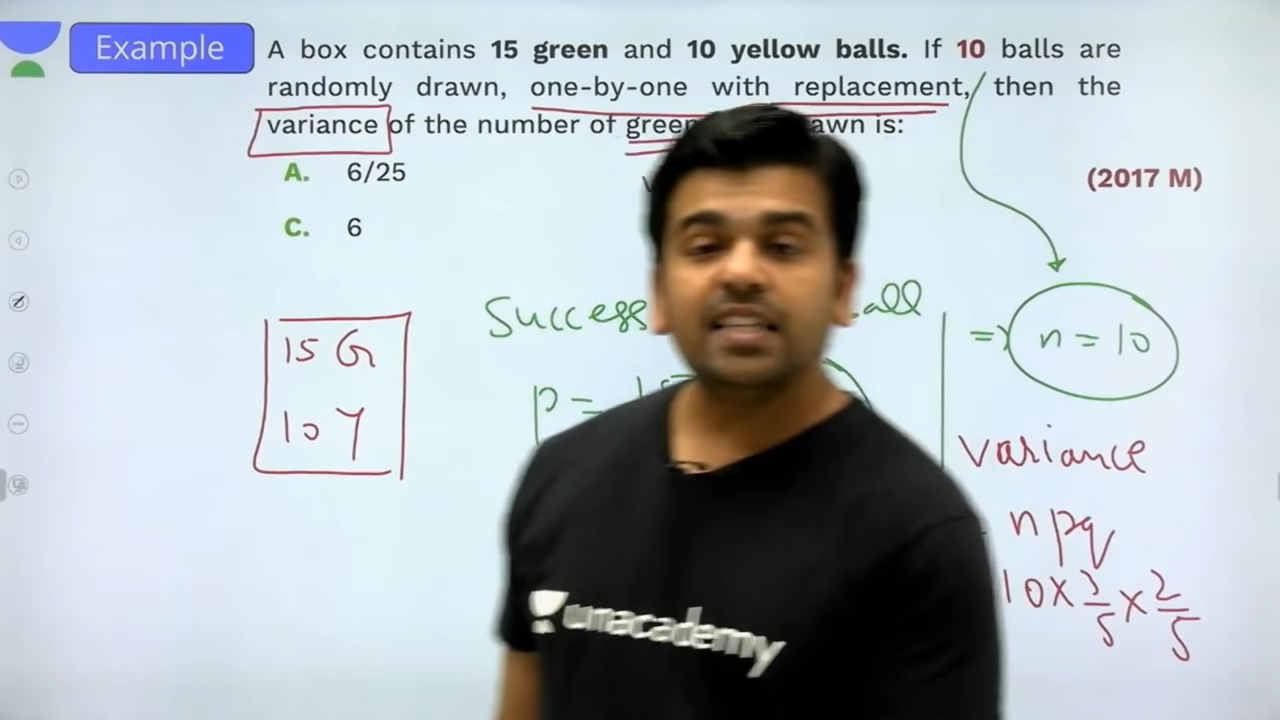 Example
A box contains 15 green and 10 yellow balls. If 10 balls are
randomly drawn, one-by-one with replacement, then the
variance of the number of green awn is:
A. 6/25
(2017 M)
C. 6
Success all
⇒ n = 10
15 G
10 Y
p =
variance
npq
10 × 3/5 × 2/5
unacademy